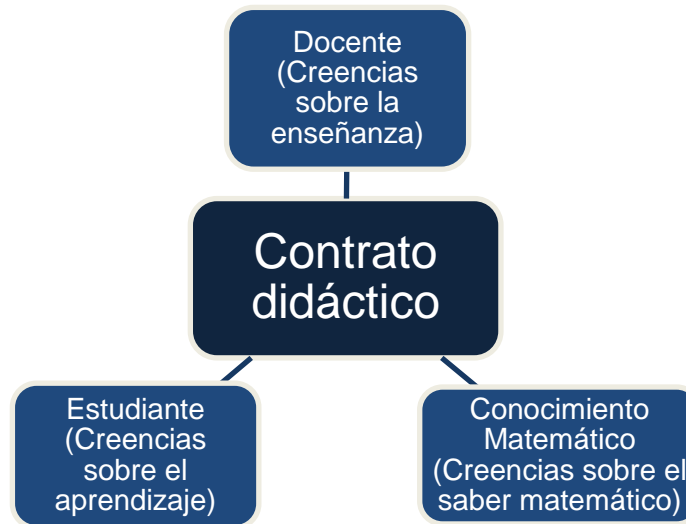 Docente
(Creencias
sobre la
enseñanza)
Contrato
didáctico
Estudiante
(Creencias
sobre el
aprendizaje)
Conocimiento
Matemático
(Creencias sobre el
saber matemático)